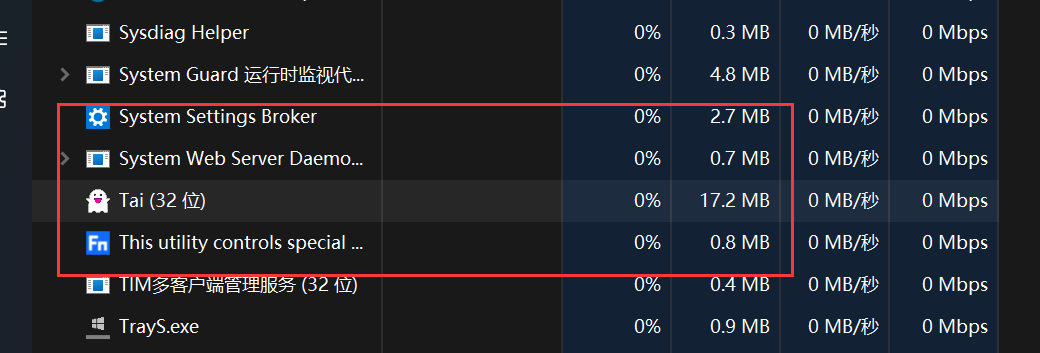 Sysdiag Helper 0% 0.3 MB 0 MB/秒 0 Mbps
System Guard 运行时监视代... 0% 4.8 MB 0 MB/秒 0 Mbps
System Settings Broker 0% 2.7 MB 0 MB/秒 0 Mbps
System Web Server Daemo... 0% 0.7 MB 0 MB/秒 0 Mbps
Tai (32 位) 0% 17.2 MB 0 MB/秒 0 Mbps
Fn This utility controls special ... 0% 0.8 MB 0 MB/秒 0 Mbps
TIM多客户端管理服务 (32 位) 0% 0.4 MB 0 MB/秒 0 Mbps
TrayS.exe 0% 0.9 MB 0 MB/秒 0 Mbps